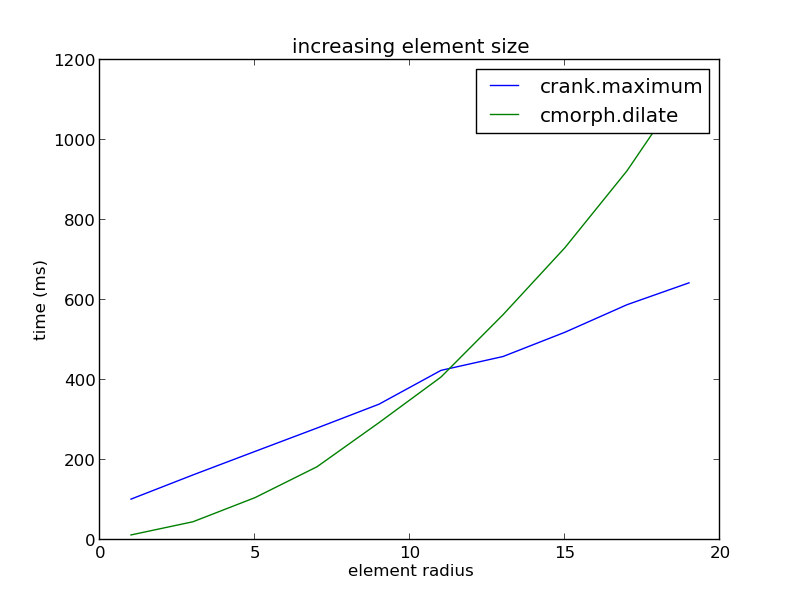 increasing element size
crank.maximum
cmorph.dilate
1200
1000
800
600
400
200
0
time (ms)
0 5 10 15 20
element radius